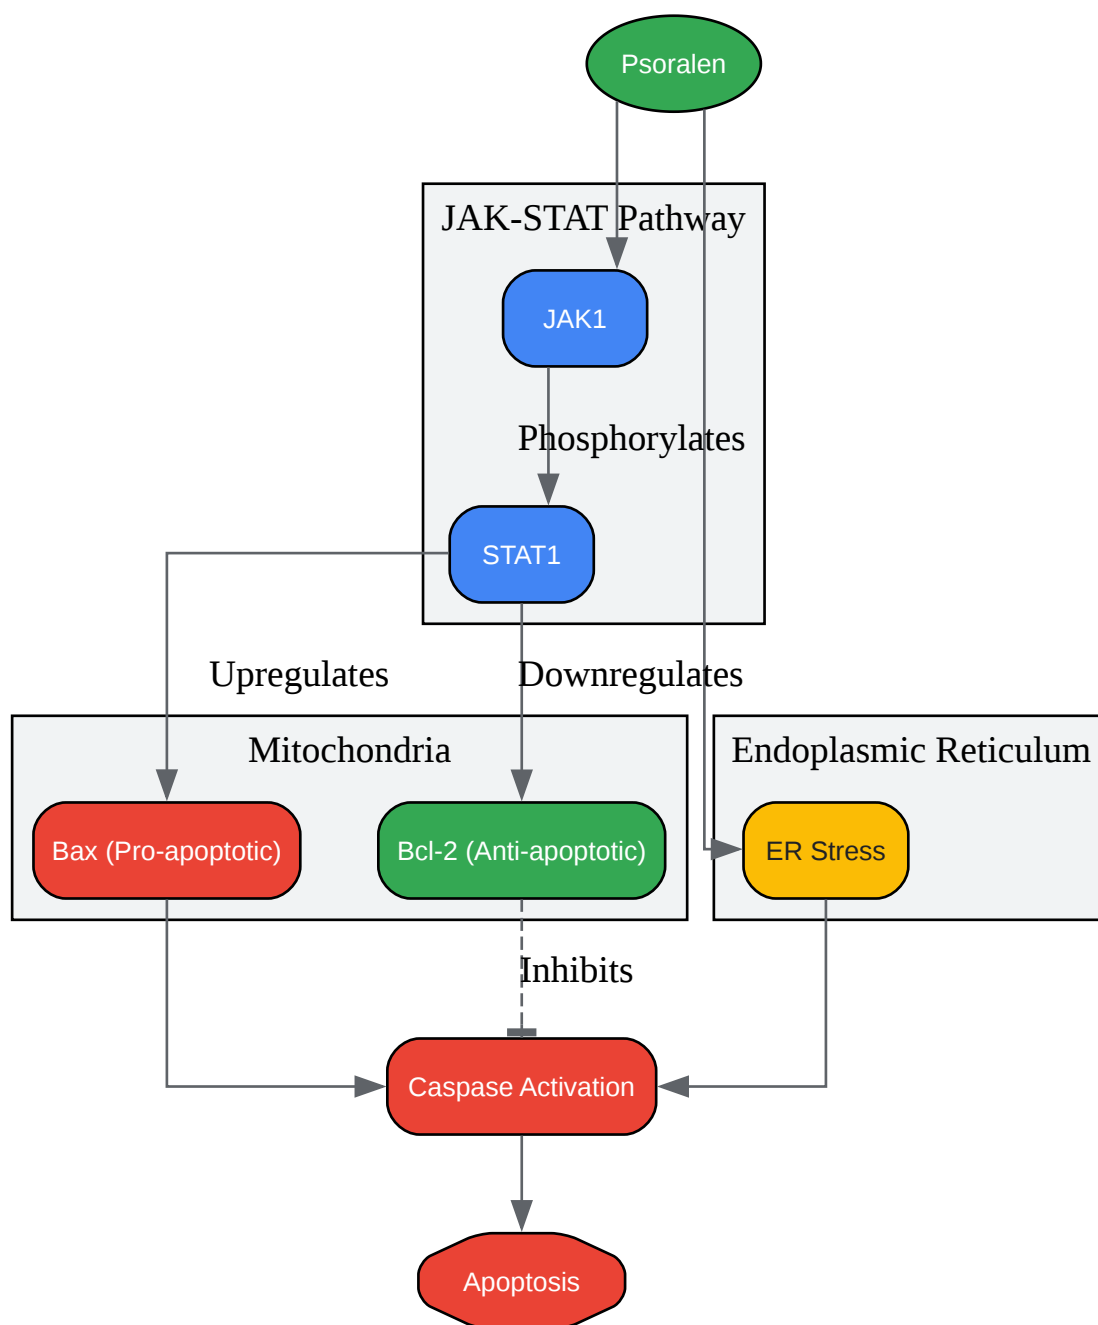 Psoralen
JAK-STAT Pathway
JAK1
Phosphorylates
STAT1
Upregulates
Downregulates
Mitochondria
Endoplasmic Reticulum
Bax (Pro-apoptotic)
Bcl-2 (Anti-apoptotic)
ER Stress
Inhibits
Caspase Activation
Apoptosis